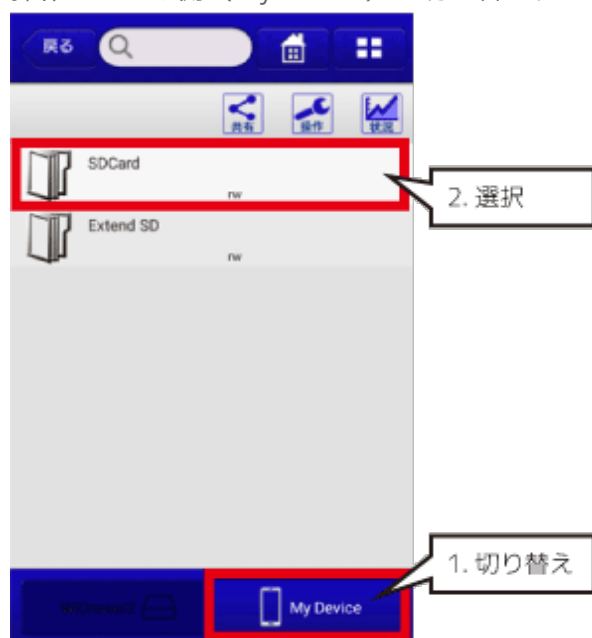 戻る
共有 操作 状況
SDCard
rw
2. 選択
Extend SD
rw
1. 切り替え
My Device